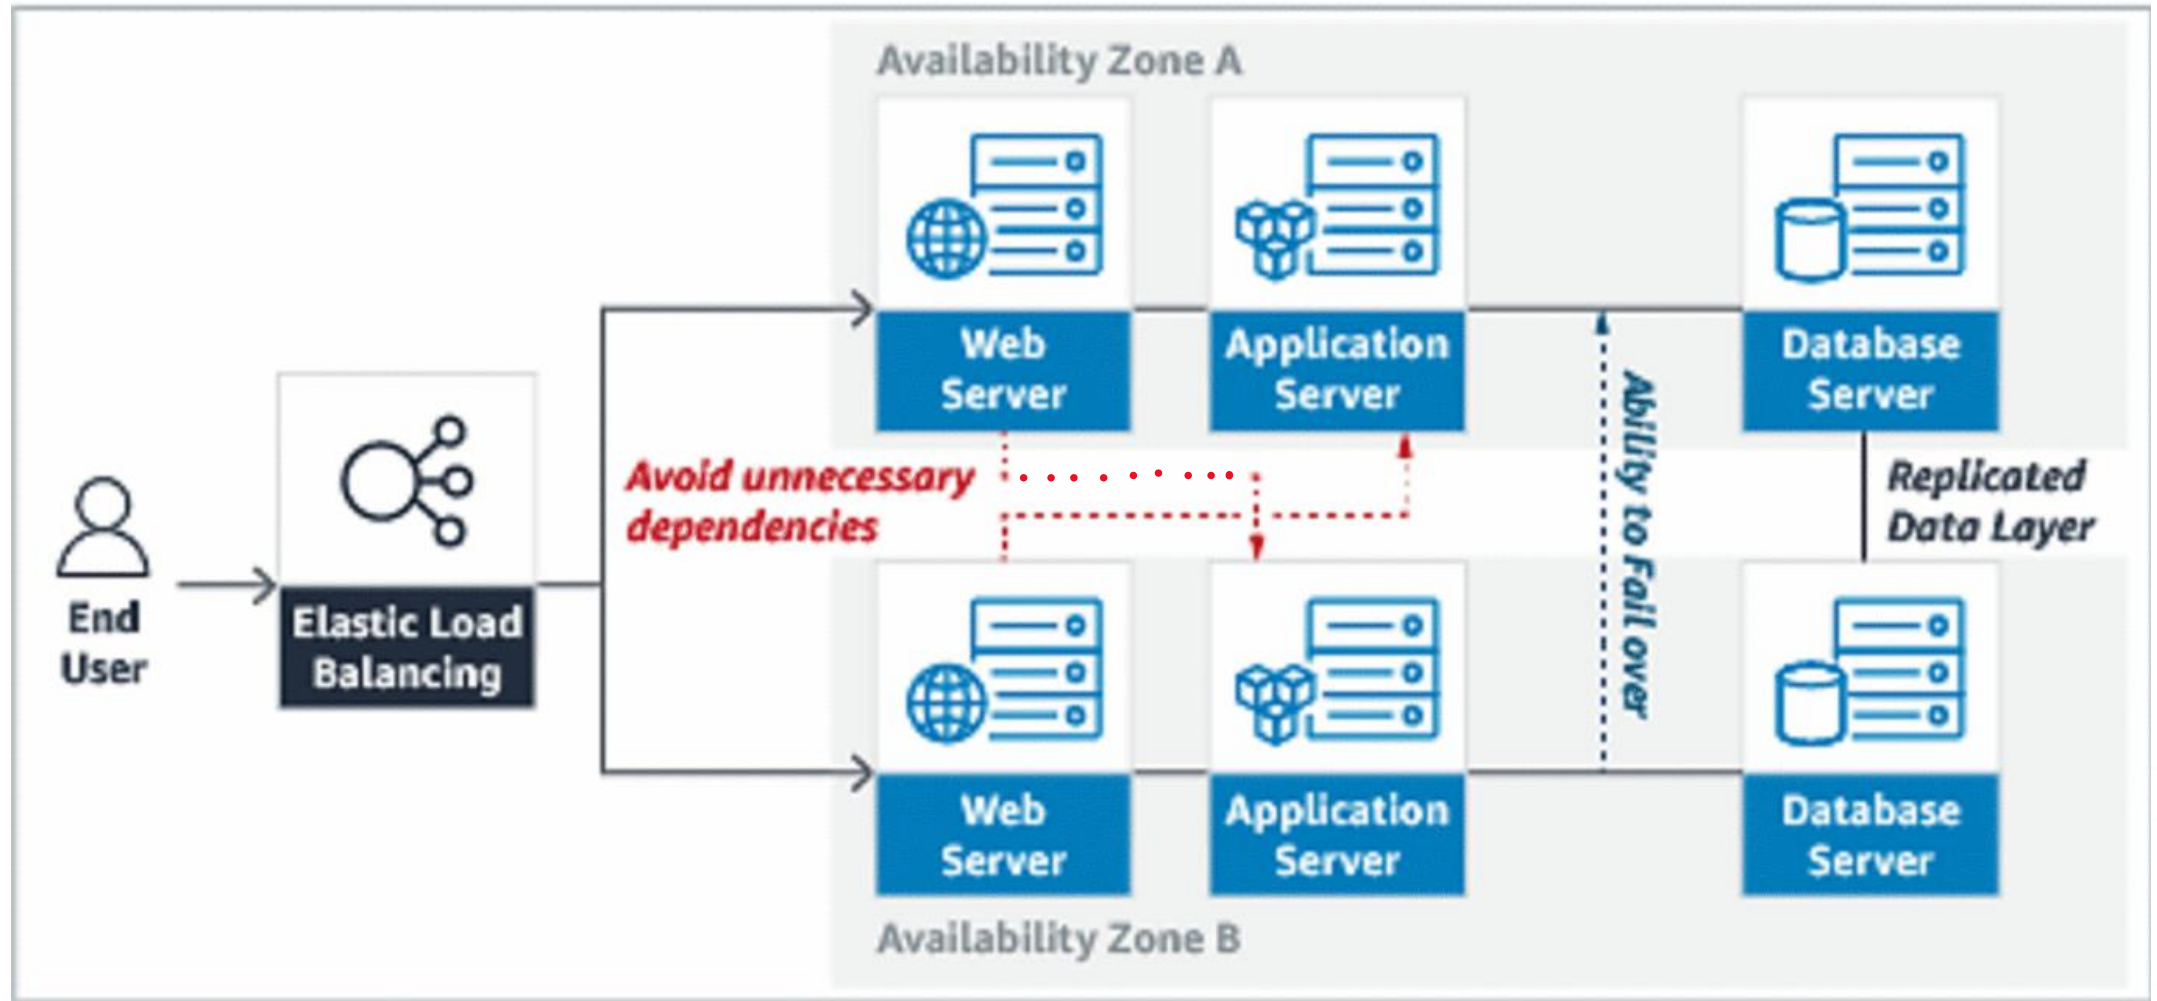 Availability Zone A
Web
Server
Application
Server
Database
Server
Avoid unnecessary
dependencies
Ability to Fail over
Replicated
Data Layer
End
User
Elastic Load
Balancing
Web
Server
Application
Server
Database
Server
Availability Zone B